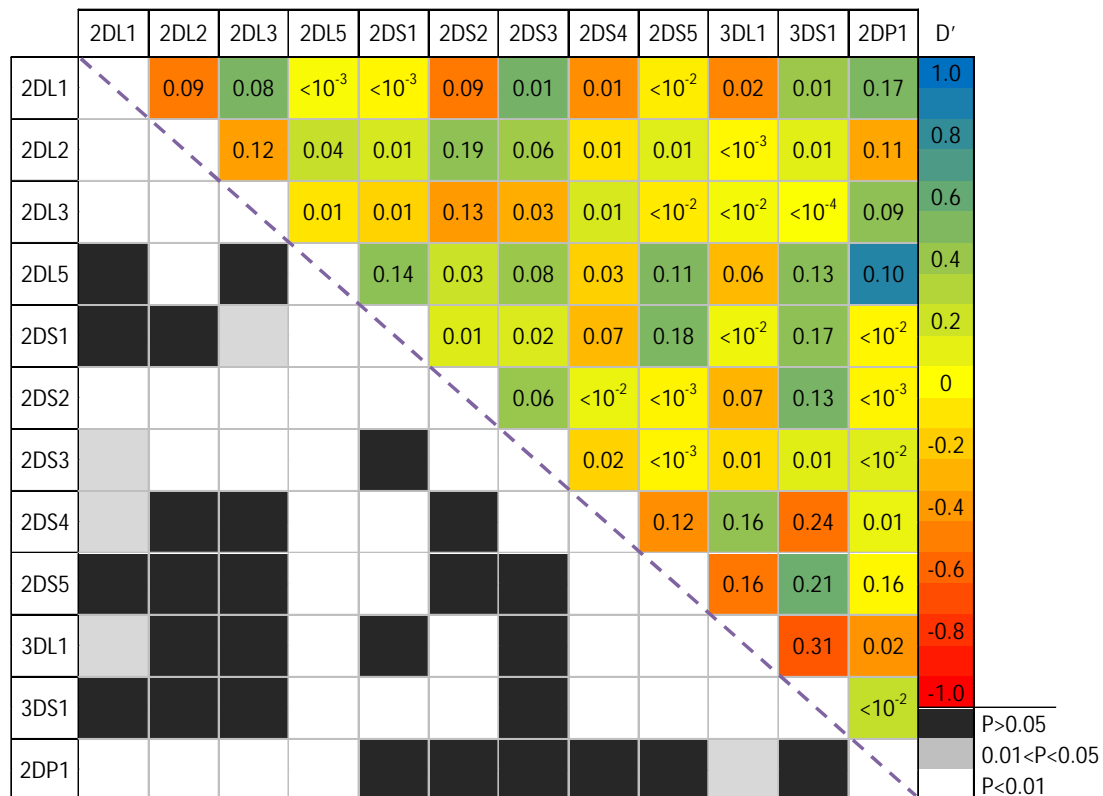 2DL1 2DL2 2DL3 2DL5 2DS1 2DS2 2DS3 2DS4 2DS5 3DL1 3DS1 2DP1 D’
2DL1 0.09 0.08 <10⁻³ <10⁻³ 0.09 0.01 0.01 <10⁻² 0.02 0.01 0.17 1.0
2DL2 0.12 0.04 0.01 0.19 0.06 0.01 0.01 <10⁻³ 0.01 0.11 0.8
2DL3 0.01 0.01 0.13 0.03 0.01 <10⁻² <10⁻² <10⁻⁴ 0.09 0.6
2DL5 0.14 0.03 0.08 0.03 0.11 0.06 0.13 0.10 0.4
2DS1 0.01 0.02 0.07 0.18 <10⁻² 0.17 <10⁻² 0.2
2DS2 0.06 <10⁻² <10⁻³ 0.07 0.13 <10⁻³ 0
2DS3 0.02 <10⁻³ 0.01 0.01 <10⁻² -0.2
2DS4 0.12 0.16 0.24 0.01 -0.4
2DS5 0.16 0.21 0.16 -0.6
3DL1 0.31 0.02 -0.8
3DS1 <10⁻² -1.0
P>0.05
2DP1 0.01<P<0.05
P<0.01